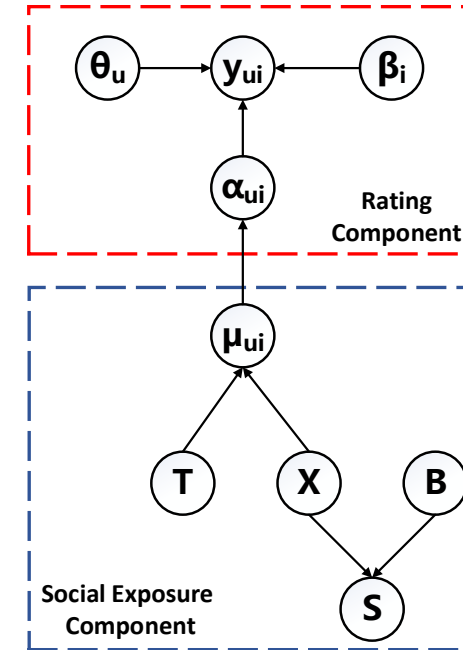 θu yui βi
αui
Rating
Component
μui
T X B
S
Social Exposure
Component